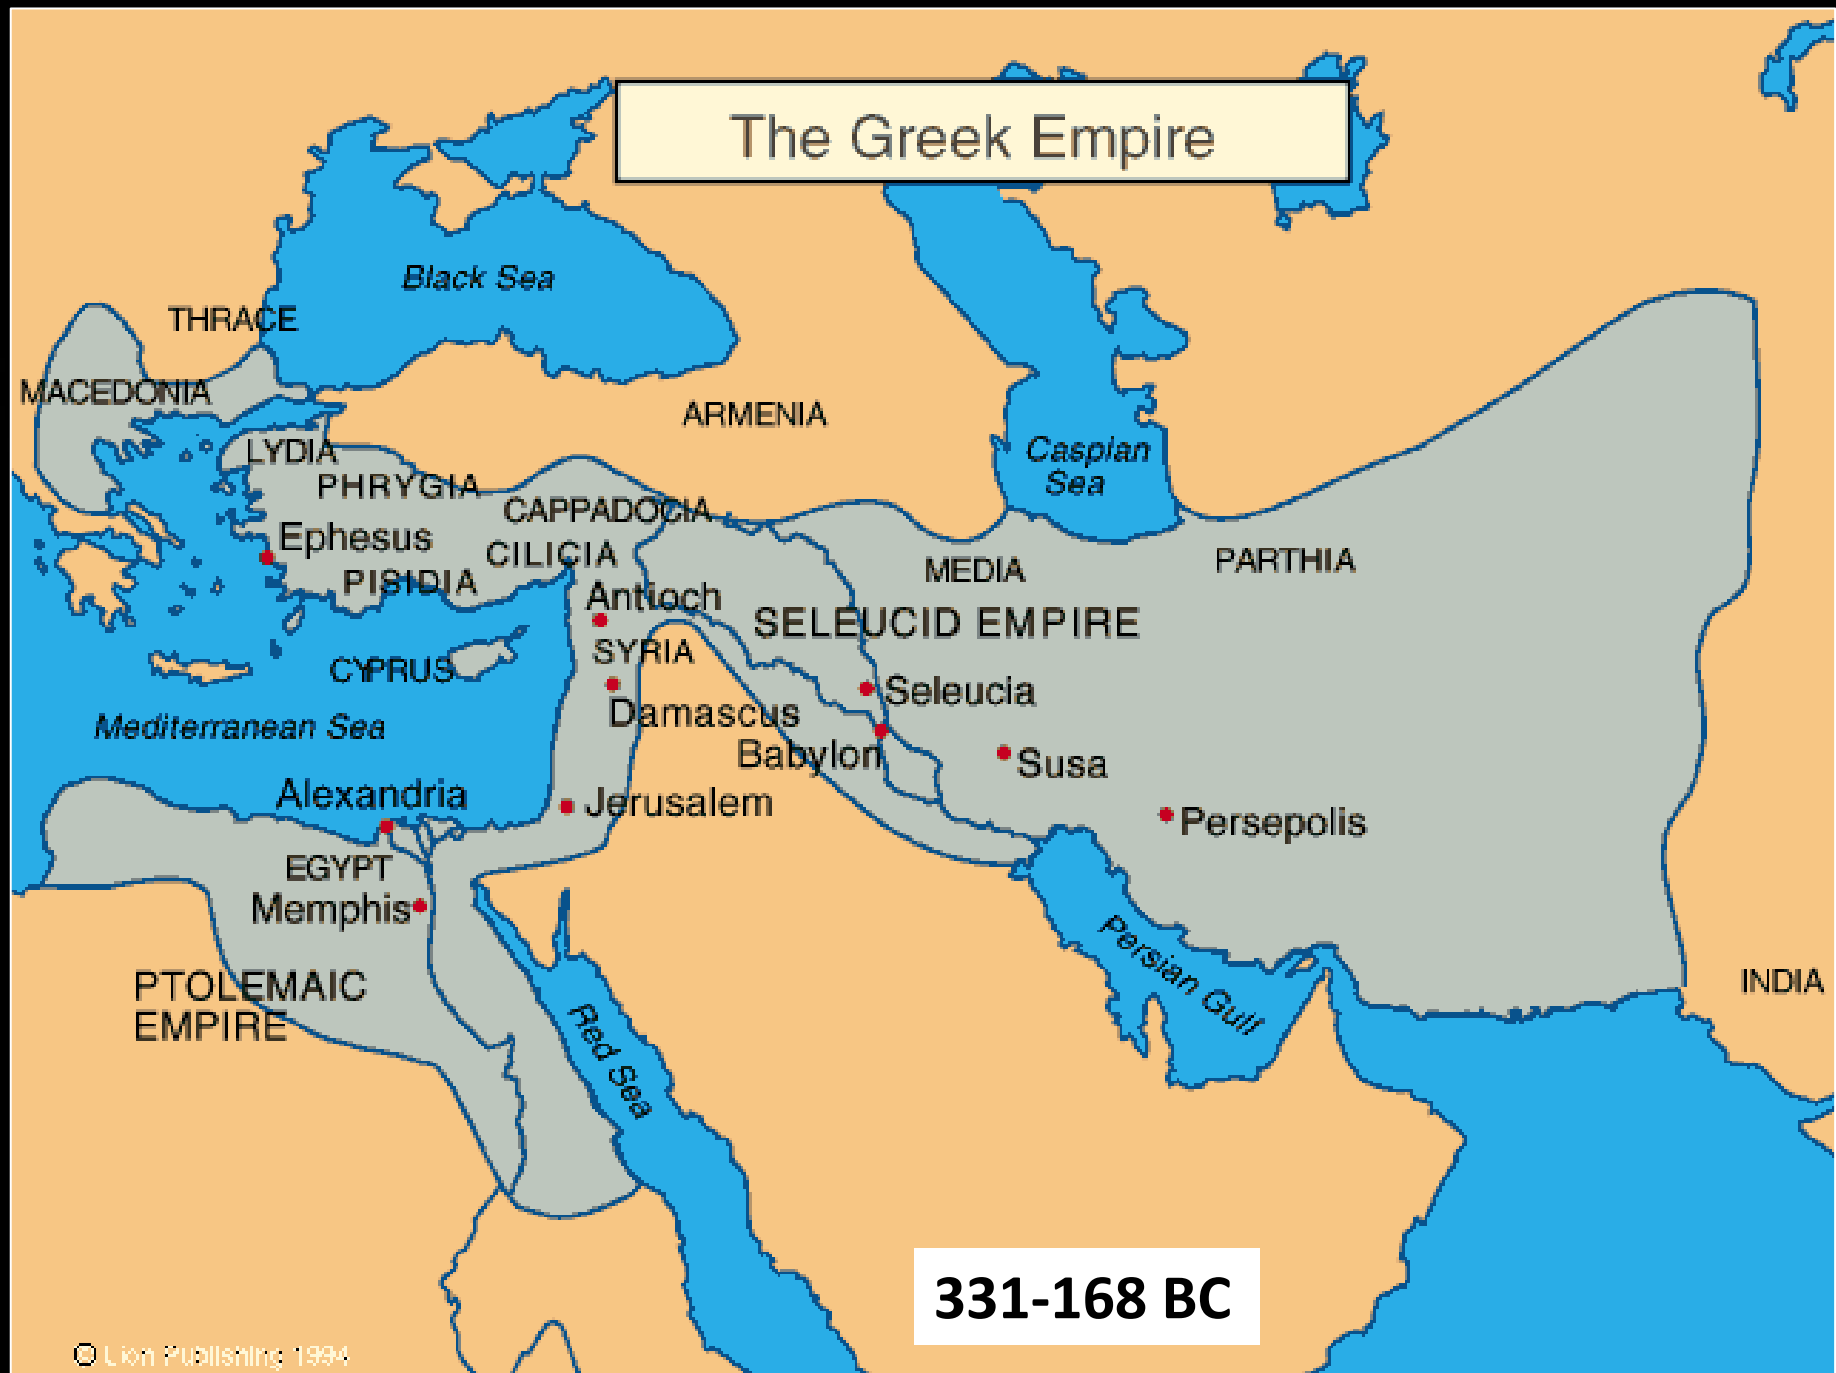 The Greek Empire
Black Sea
THRACE
MACEDONIA
ARMENIA
LYDIA
Caspian
Sea
PHRYGIA
CAPPADOCIA
Ephesus
CILICIA
MEDIA
PARTHIA
PISIDIA
Antioch
SELEUCID EMPIRE
SYRIA
CYPRUS
Seleucia
Damascus
Mediterranean Sea
Babylon
Susa
Alexandria
Jerusalem
Persepolis
EGYPT
Memphis
Persian Gulf
INDIA
PTOLEMAIC
EMPIRE
Red Sea
331-168 BC
© Lion Publishing 1994